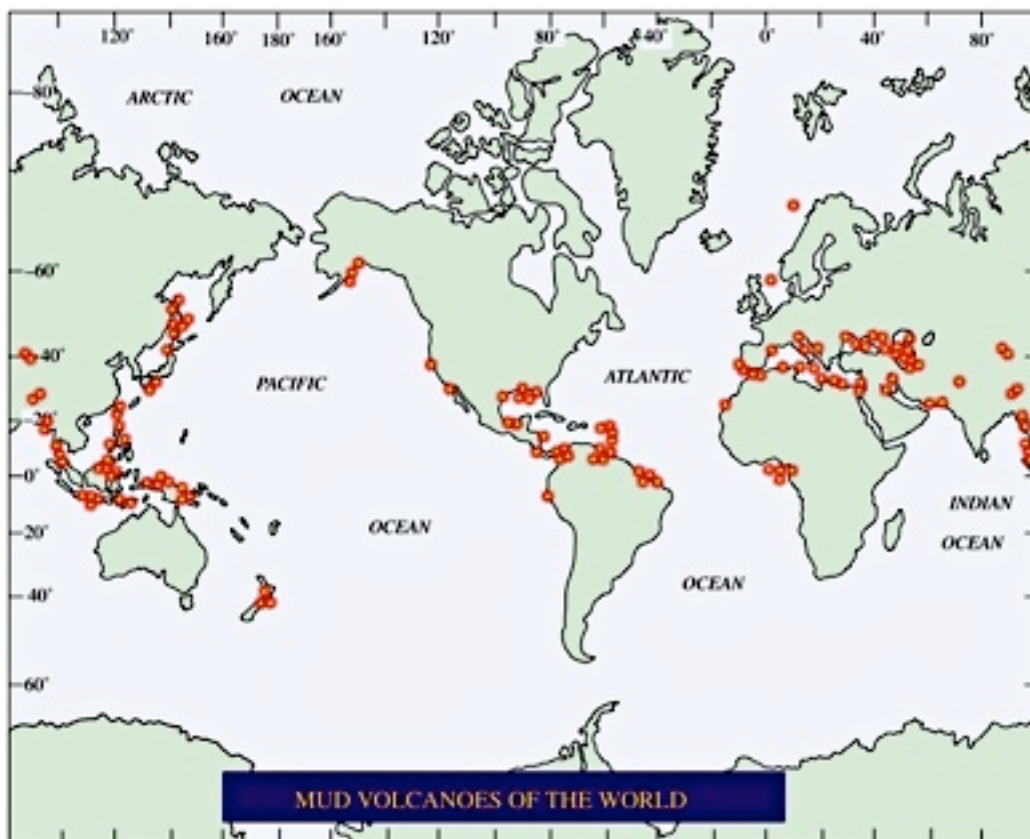 120° 160° 180° 160° 120° 80° 40° 0° 40° 80°
80°
ARCTIC OCEAN
60°
40°
PACIFIC ATLANTIC
20°
0°
INDIAN
OCEAN
20°
OCEAN
OCEAN
40°
60°
MUD VOLCANOES OF THE WORLD